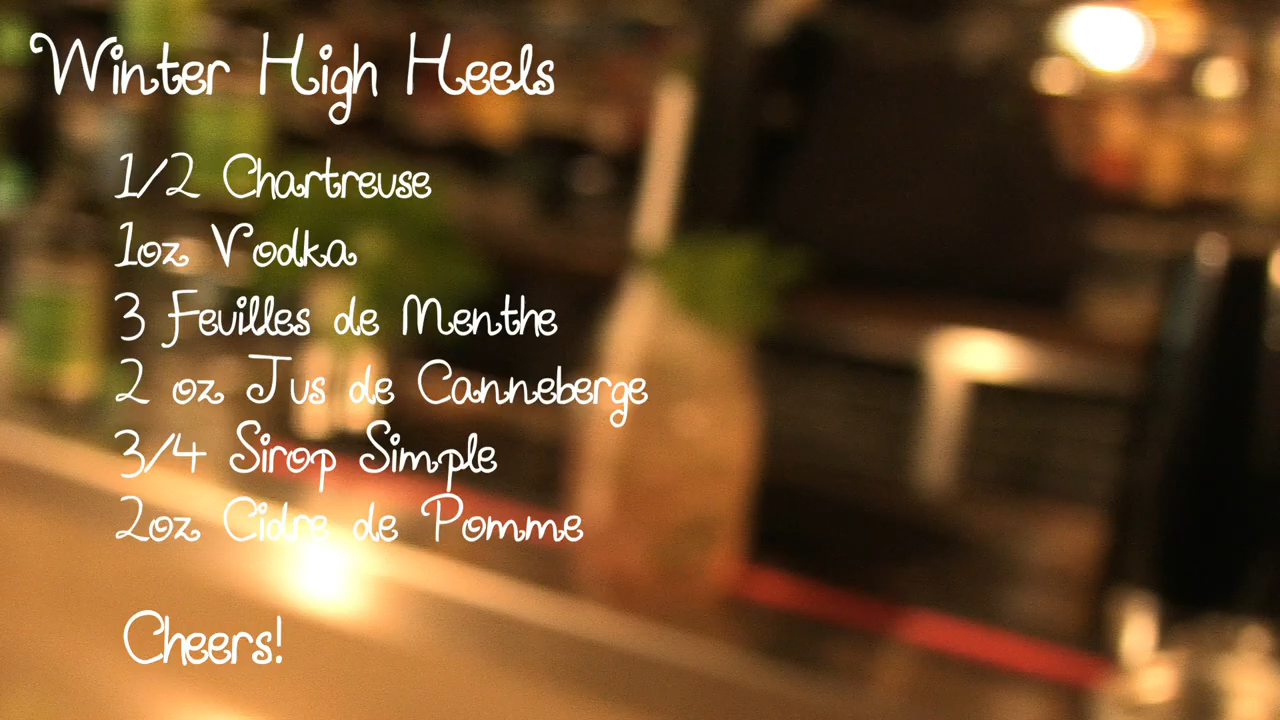 Winter High Heels
1/2 Chartreuse
1oz Vodka
3 Feuilles de Menthe
2 oz Jus de Canneberge
3/4 Sirop Simple
2oz Cidre de Pomme
Cheers!